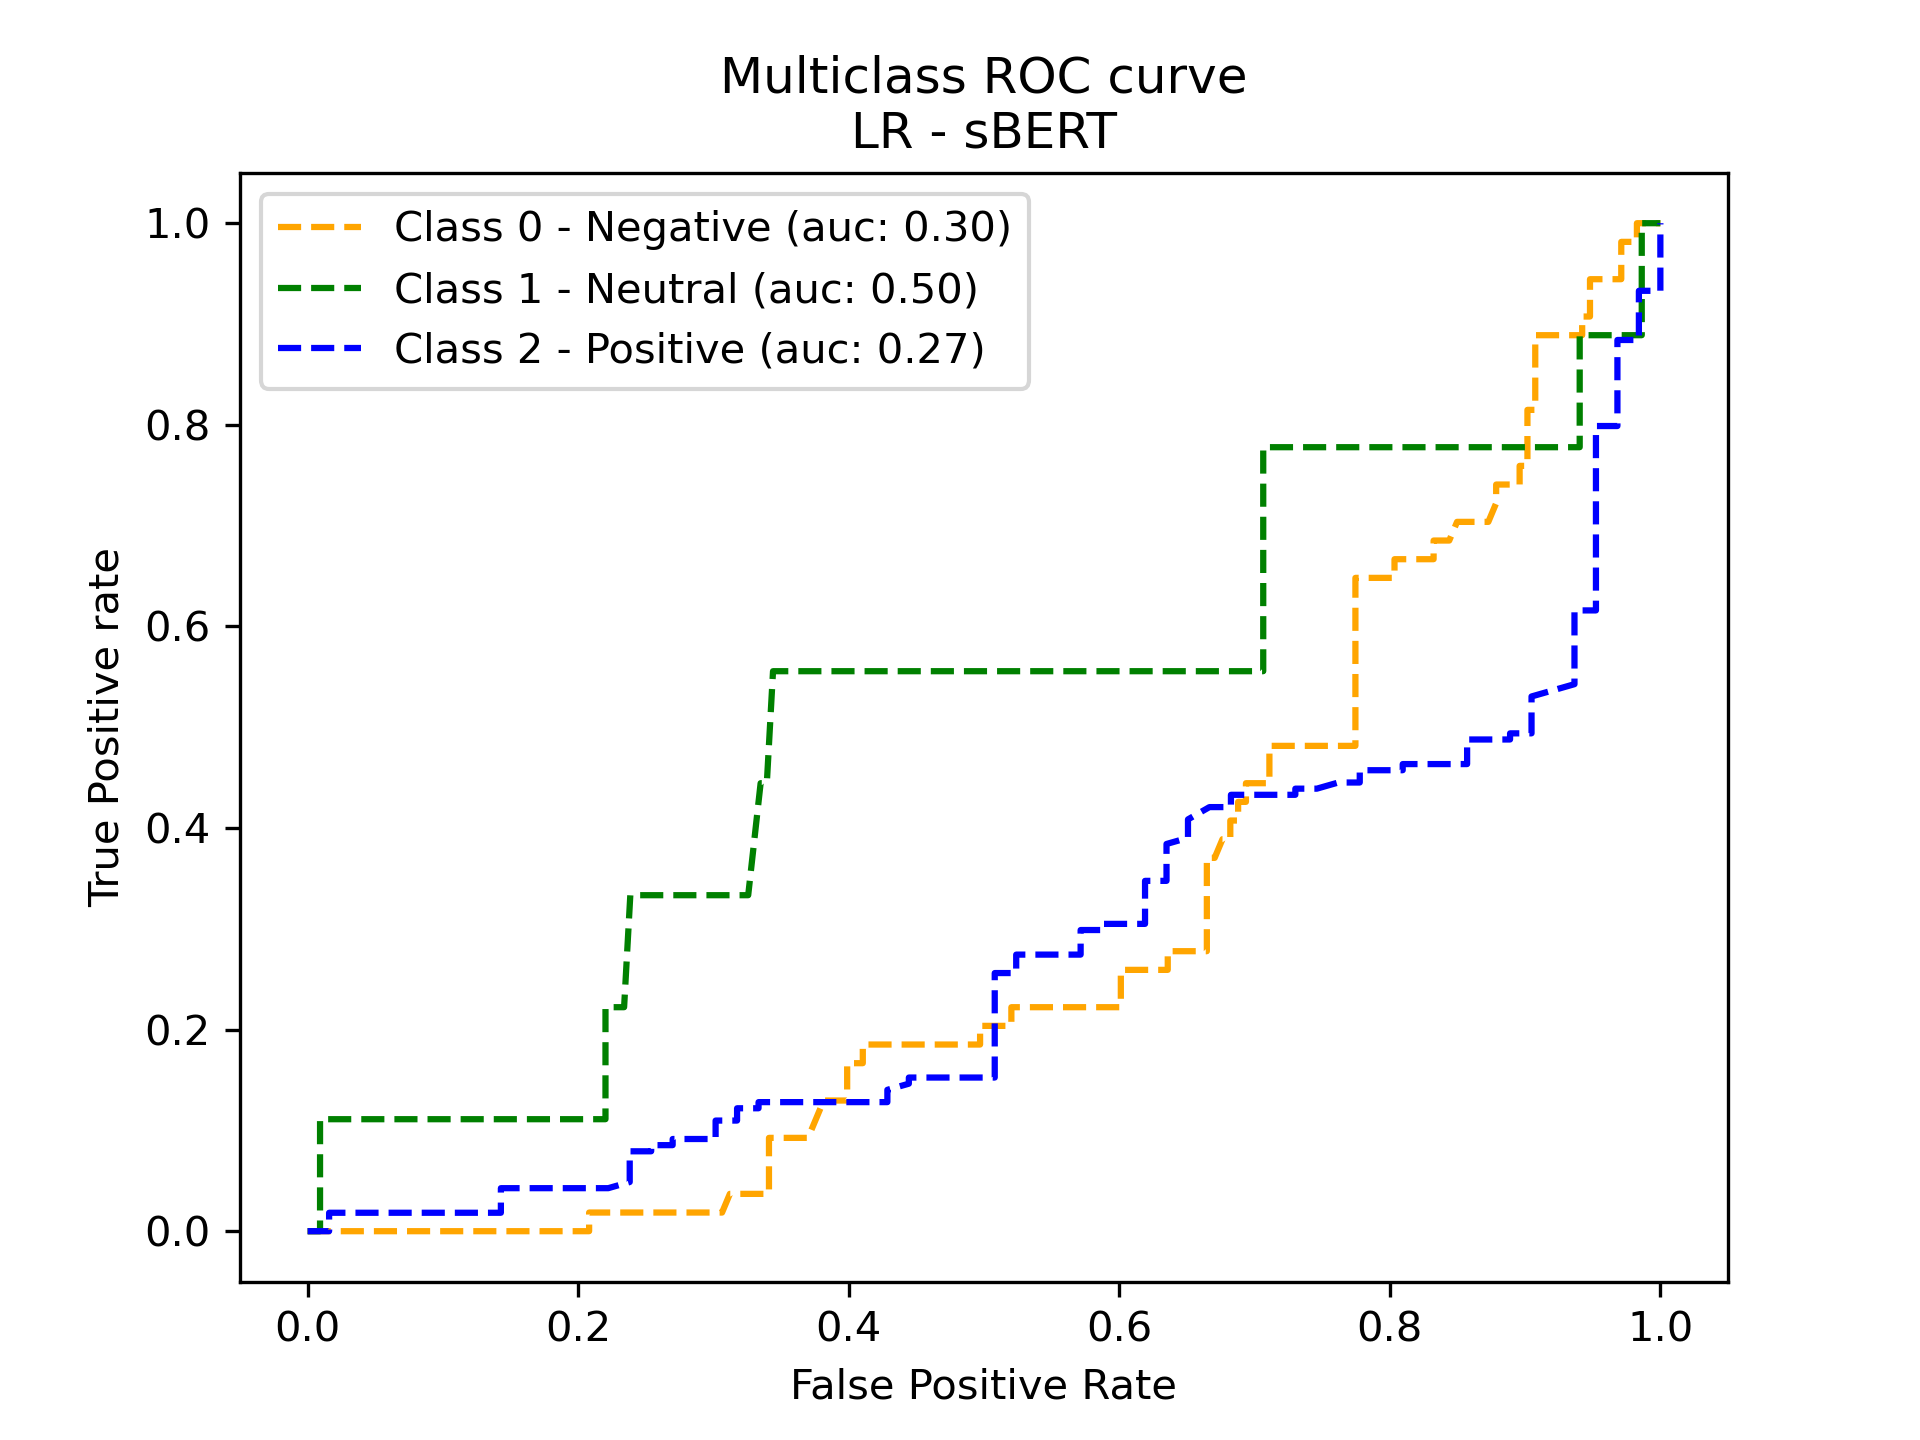 Multiclass ROC curve
LR - sBERT
Class 0 - Negative (auc: 0.30)
Class 1 - Neutral (auc: 0.50)
Class 2 - Positive (auc: 0.27)
True Positive rate
1.0
0.8
0.6
0.4
0.2
0.0
0.0 0.2 0.4 0.6 0.8 1.0
False Positive Rate